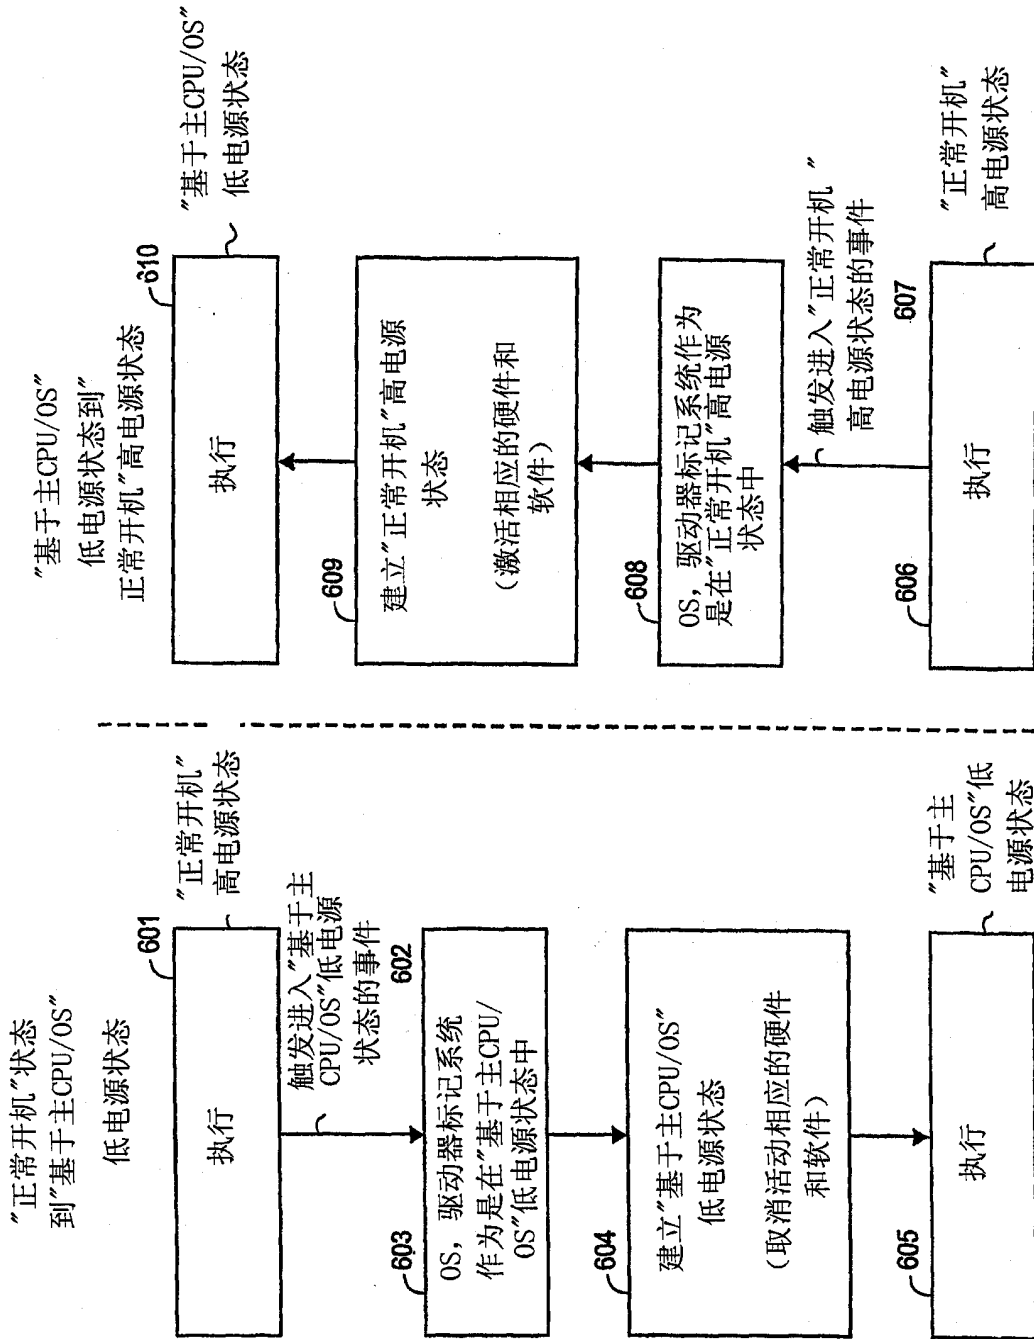 "正常开机"状态
到"基于主CPU/OS"
低电源状态
601
执行
"正常开机"
高电源状态
触发进入"基于主
CPU/OS"低电源
状态的事件
602
603
OS，驱动器标记系统
作为是在"基于主CPU/
OS"低电源状态中
604
建立"基于主CPU/OS"
低电源状态
（取消活动相应的硬件
和软件）
605
执行
"基于主
CPU/OS"低
电源状态
"基于主CPU/OS"
低电源状态到"
正常开机"高电源状态
610
执行
"基于主CPU/OS"
低电源状态
609
建立"正常开机"高电源
状态
（激活相应的硬件和
软件）
608
OS，驱动器标记系统作为
是在"正常开机"高电源
状态中
触发进入"正常开机"
高电源状态的事件
607
606
执行
"正常开机"
高电源状态